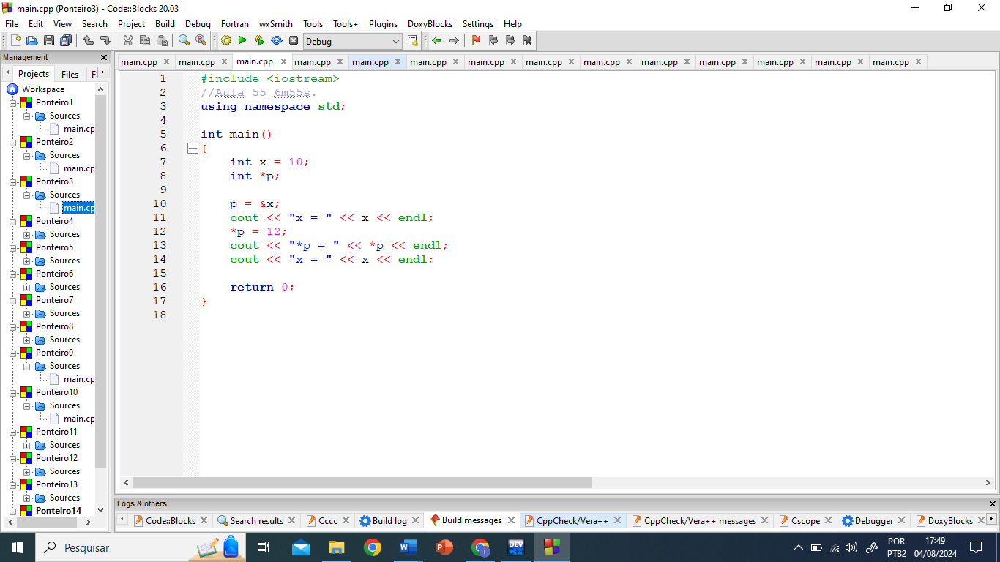 main.cpp (Ponteiro3) - Code::Blocks 20.03
File Edit View Search Project Build Debug Fortran wxSmith Tools Tools+ Plugins DoxyBlocks Settings Help
Debug
Management
Projects Files F
Workspace
Ponteiro1
Sources
main.cp
Ponteiro2
Sources
main.cp
Ponteiro3
Sources
main.cp
Ponteiro4
Sources
Ponteiro5
Sources
Ponteiro6
Sources
Ponteiro7
Sources
Ponteiro8
Sources
Ponteiro9
Sources
main.cp
Ponteiro10
Sources
main.cp
Ponteiro11
Sources
Ponteiro12
Sources
Ponteiro13
Sources
Ponteiro14
main.cpp main.cpp main.cpp main.cpp main.cpp main.cpp main.cpp main.cpp main.cpp main.cpp main.cpp main.cpp main.cpp main.cpp
1 #include <iostream>
2 //Aula 55 6m55s.
3 using namespace std;
4
5 int main()
6 {
7 int x = 10;
8 int *p;
9
10 p = &x;
11 cout << "x = " << x << endl;
12 *p = 12;
13 cout << "*p = " << *p << endl;
14 cout << "x = " << x << endl;
15
16 return 0;
17 }
18
Logs & others
Code::Blocks Search results Cccc Build log Build messages CppCheck/Vera++ CppCheck/Vera++ messages Cscope Debugger DoxyBlocks
Pesquisar
DEV
POR
PTB2
17:49
04/08/2024